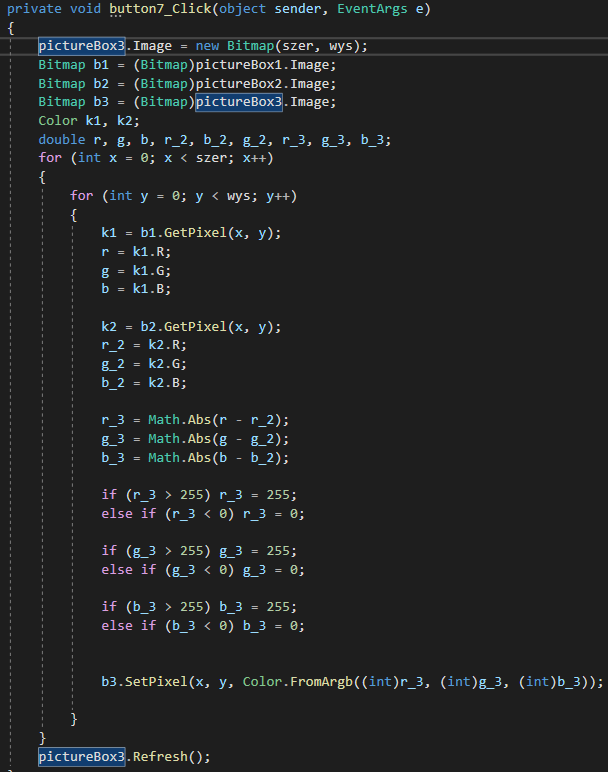 private void button7_Click(object sender, EventArgs e)
{
pictureBox3.Image = new Bitmap(szer, wys);
Bitmap b1 = (Bitmap)pictureBox1.Image;
Bitmap b2 = (Bitmap)pictureBox2.Image;
Bitmap b3 = (Bitmap)pictureBox3.Image;
Color k1, k2;
double r, g, b, r_2, b_2, g_2, r_3, g_3, b_3;
for (int x = 0; x < szer; x++)
{
for (int y = 0; y < wys; y++)
{
k1 = b1.GetPixel(x, y);
r = k1.R;
g = k1.G;
b = k1.B;
k2 = b2.GetPixel(x, y);
r_2 = k2.R;
g_2 = k2.G;
b_2 = k2.B;
r_3 = Math.Abs(r - r_2);
g_3 = Math.Abs(g - g_2);
b_3 = Math.Abs(b - b_2);
if (r_3 > 255) r_3 = 255;
else if (r_3 < 0) r_3 = 0;
if (g_3 > 255) g_3 = 255;
else if (g_3 < 0) g_3 = 0;
if (b_3 > 255) b_3 = 255;
else if (b_3 < 0) b_3 = 0;
b3.SetPixel(x, y, Color.FromArgb((int)r_3, (int)g_3, (int)b_3));
}
}
pictureBox3.Refresh();